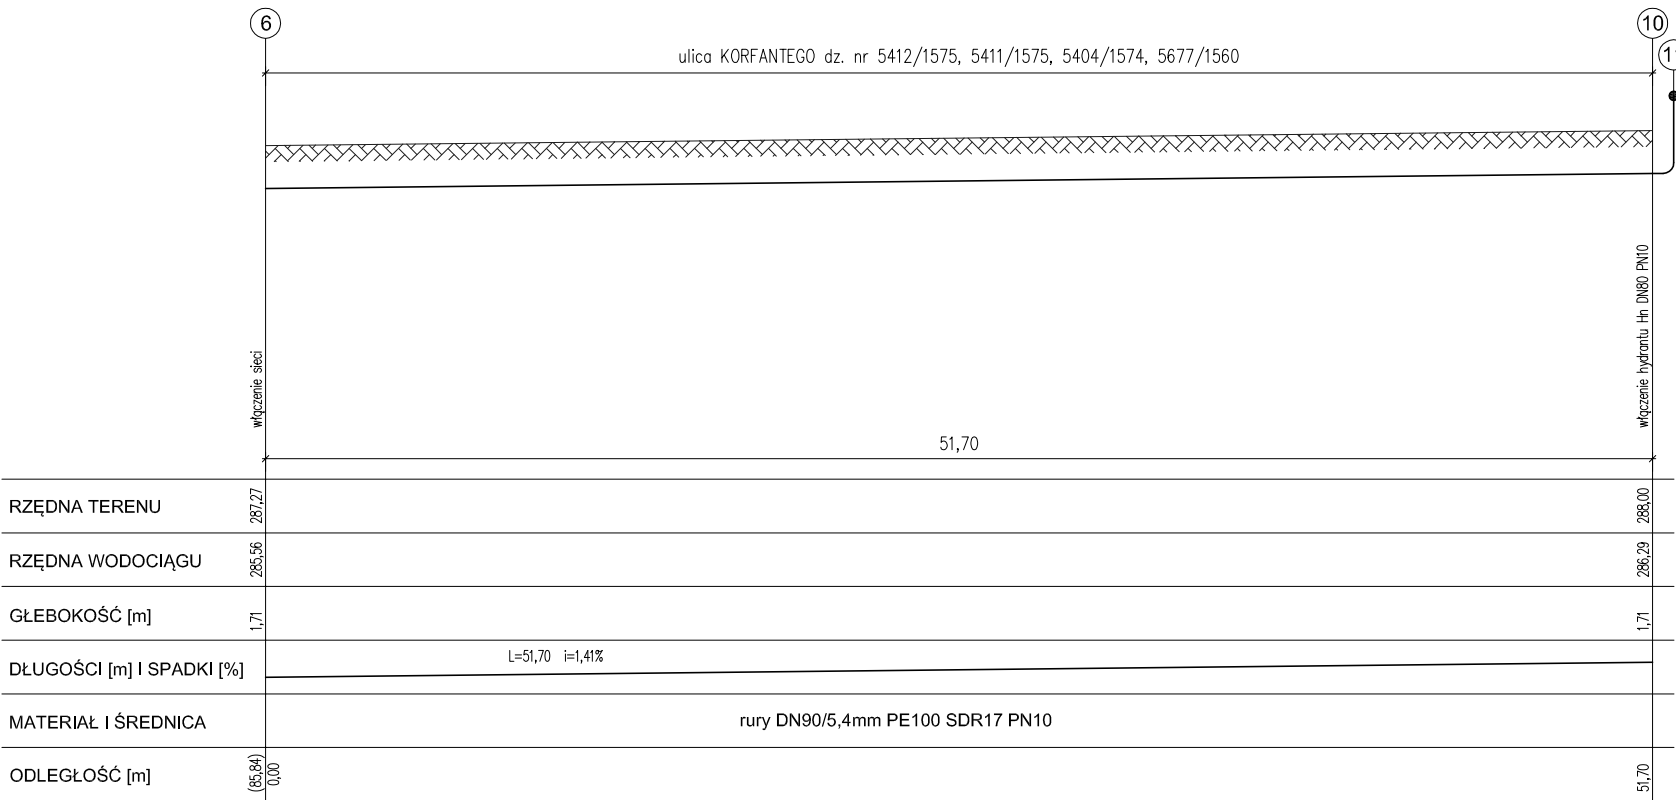 6
10
ulica KORFANTEGO dz. nr 5412/1575, 5411/1575, 5404/1574, 5677/1560
włączenie sieci
włączenie hydrantu Hn DN80 PN10
51,70
RZĘDNA TERENU
287,27
288,00
RZĘDNA WODOCIĄGU
285,56
286,29
GŁEBOKOŚĆ [m]
1,71
1,71
DŁUGOŚCI [m] I SPADKI [%]
L=51,70 i=1,41%
MATERIAŁ I ŚREDNICA
rury DN90/5,4mm PE100 SDR17 PN10
ODLEGŁOŚĆ [m]
(85,84)
0,00
51,70